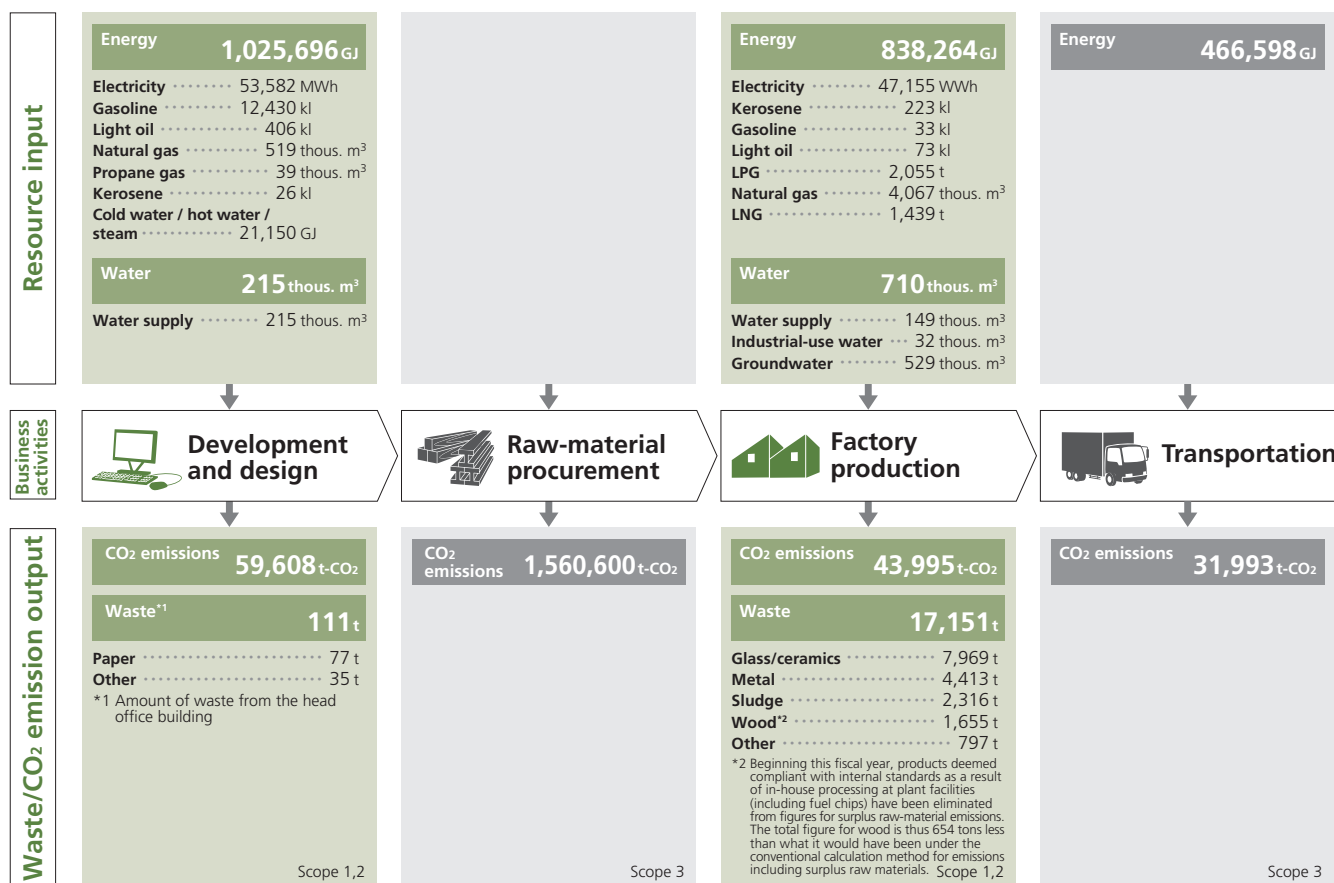 Resource input
Energy 1,025,696 GJ
Electricity ········ 53,582 MWh
Gasoline ·········· 12,430 kl
Light oil ············ 406 kl
Natural gas ········ 519 thous. m³
Propane gas ········ 39 thous. m³
Kerosene ··········· 26 kl
Cold water / hot water /
steam ············· 21,150 GJ
Water 215 thous. m³
Water supply ········ 215 thous. m³
Energy 838,264 GJ
Electricity ········ 47,155 WWh
Kerosene ············ 223 kl
Gasoline ·············· 33 kl
Light oil ·············· 73 kl
LPG ················ 2,055 t
Natural gas ········ 4,067 thous. m³
LNG ··············· 1,439 t
Water 710 thous. m³
Water supply ········ 149 thous. m³
Industrial-use water ··· 32 thous. m³
Groundwater ········ 529 thous. m³
Energy 466,598 GJ
Business
activities
Development
and design
Raw-material
procurement
Factory
production
Transportation
Waste/CO₂ emission output
CO₂ emissions 59,608 t-CO₂
Waste*1 111 t
Paper ····················· 77 t
Other ····················· 35 t
*1 Amount of waste from the head
office building
Scope 1,2
CO₂
emissions 1,560,600 t-CO₂
Scope 3
CO₂ emissions 43,995 t-CO₂
Waste 17,151 t
Glass/ceramics ·········· 7,969 t
Metal ···················· 4,413 t
Sludge ·················· 2,316 t
Wood*2 ················· 1,655 t
Other ···················· 797 t
*2 Beginning this fiscal year, products deemed
compliant with internal standards as a result
of in-house processing at plant facilities
(including fuel chips) have been eliminated
from figures for surplus raw-material emissions.
The total figure for wood is thus 654 tons less
than what it would have been under the
conventional calculation method for emissions
including surplus raw materials. Scope 1,2
CO₂ emissions 31,993 t-CO₂
Scope 3